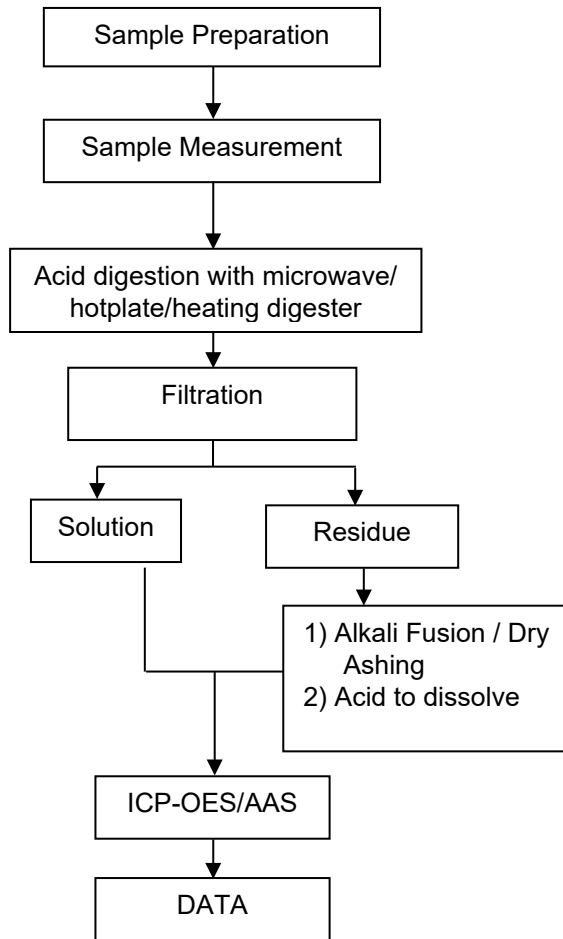 Sample Preparation
Sample Measurement
Acid digestion with microwave/
hotplate/heating digester
Filtration
Solution
Residue
1) Alkali Fusion / Dry
Ashing
2) Acid to dissolve
ICP-OES/AAS
DATA